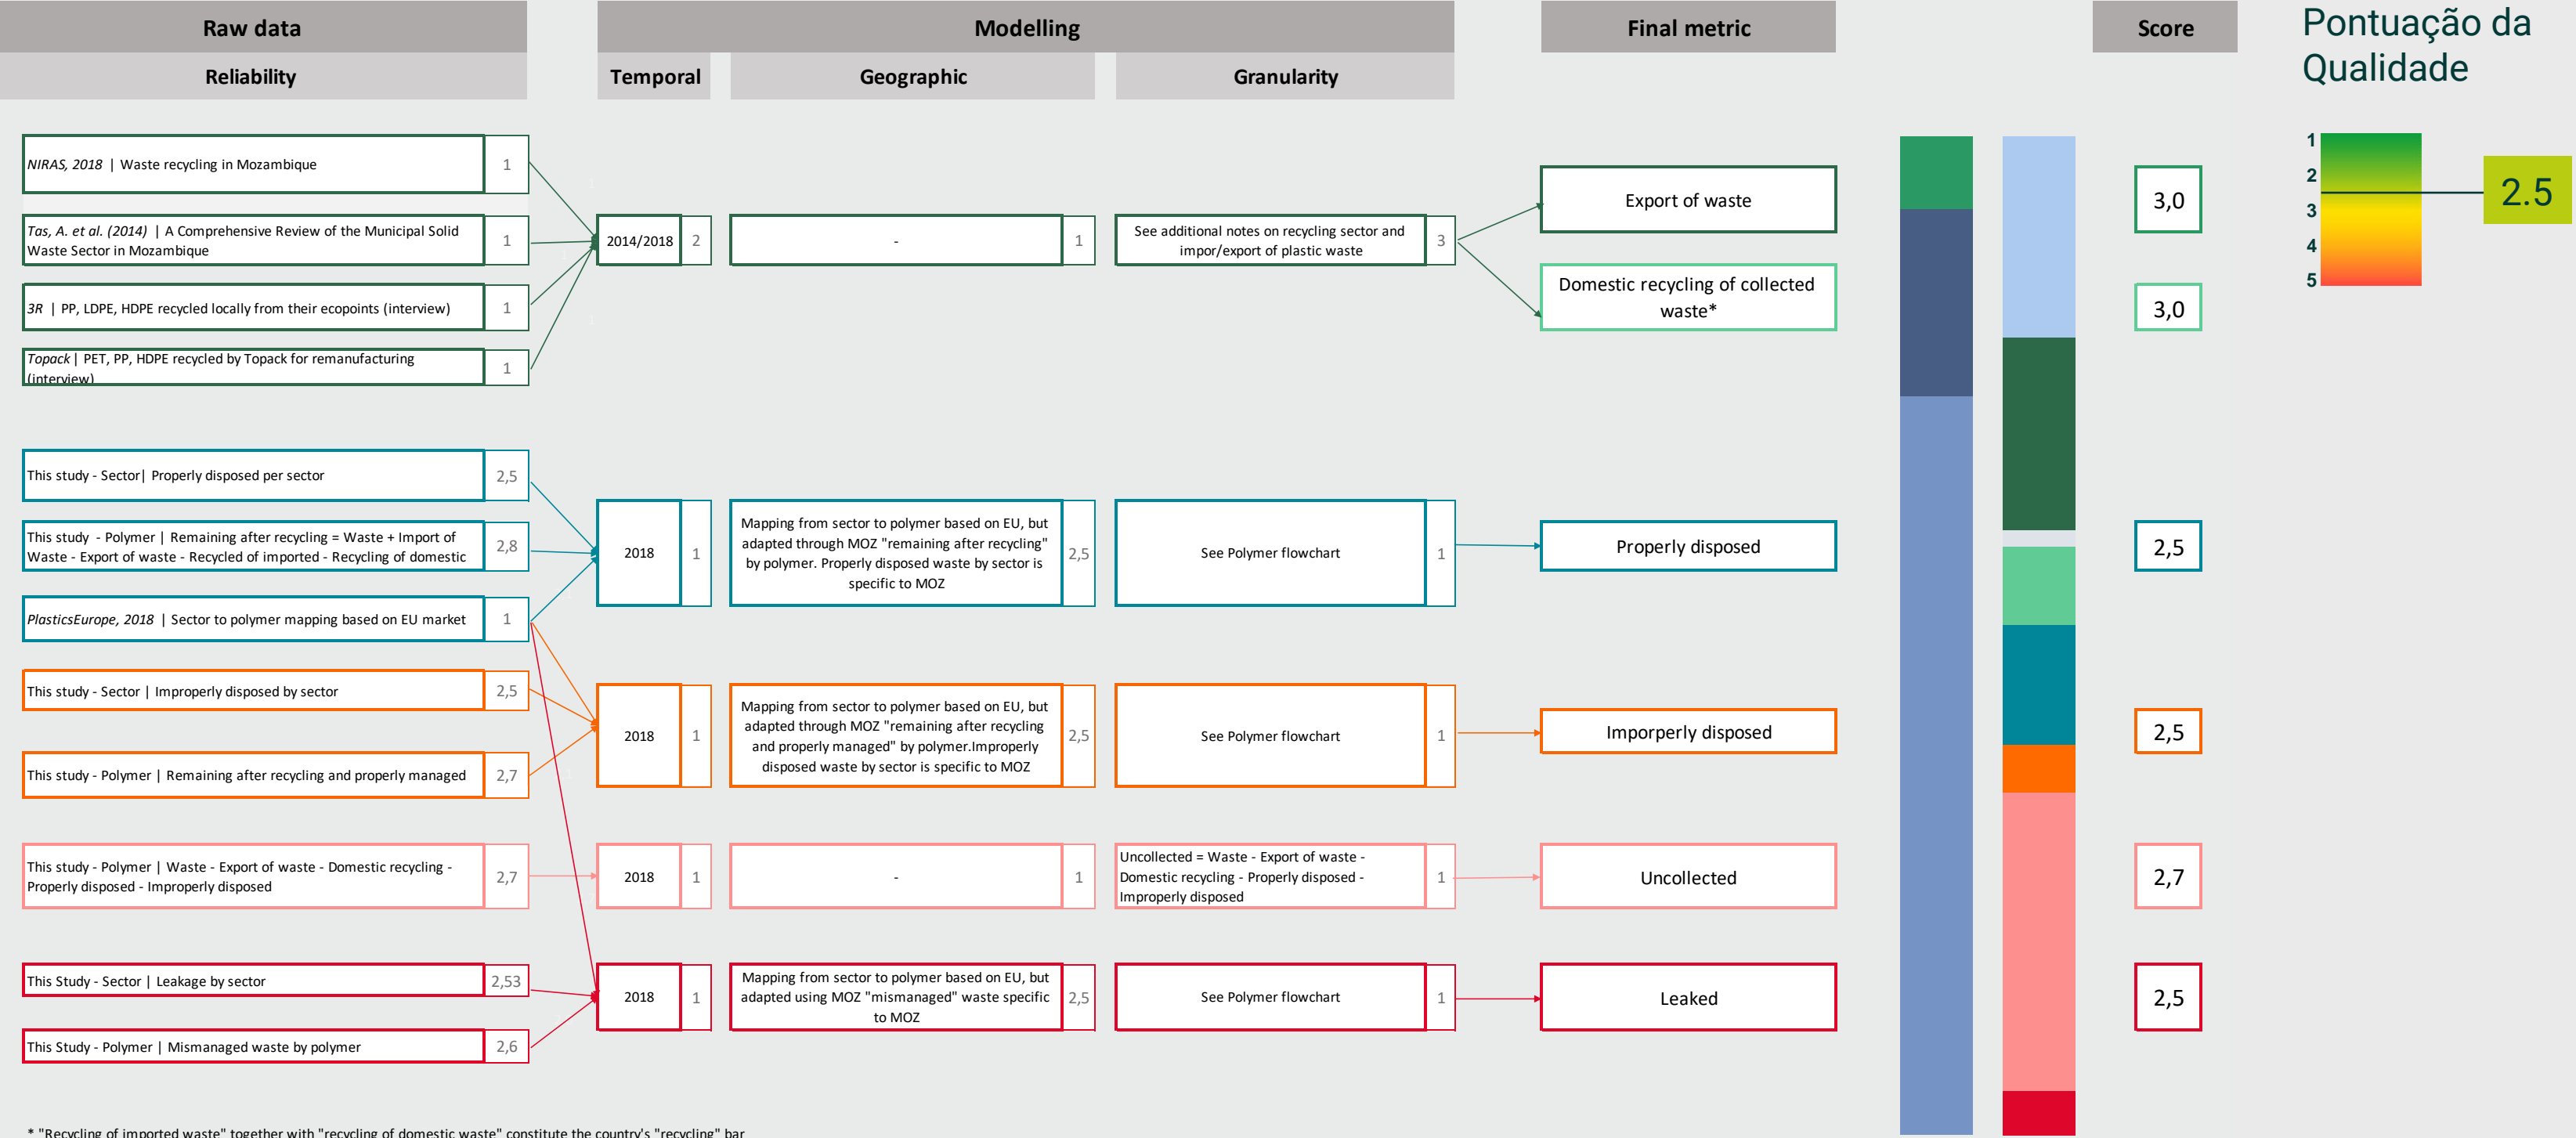 Raw data
Modelling
Final metric
Score
Pontuação da
Qualidade
Reliability
Temporal
Geographic
Granularity
NIRAS, 2018 | Waste recycling in Mozambique
1
Tas, A. et al. (2014) | A Comprehensive Review of the Municipal Solid
Waste Sector in Mozambique
1
3R | PP, LDPE, HDPE recycled locally from their ecopoints (interview)
1
Topack | PET, PP, HDPE recycled by Topack for remanufacturing
(interview)
1
2014/2018
2
-
1
See additional notes on recycling sector and
impor/export of plastic waste
3
Export of waste
Domestic recycling of collected
waste*
3,0
3,0
1
2
3
4
5
2.5
This study - Sector| Properly disposed per sector
2,5
This study - Polymer | Remaining after recycling = Waste + Import of
Waste - Export of waste - Recycled of imported - Recycling of domestic
2,8
PlasticsEurope, 2018 | Sector to polymer mapping based on EU market
1
2018
1
Mapping from sector to polymer based on EU, but
adapted through MOZ "remaining after recycling"
by polymer. Properly disposed waste by sector is
specific to MOZ
2,5
See Polymer flowchart
1
Properly disposed
2,5
This study - Sector | Improperly disposed by sector
2,5
This study - Polymer | Remaining after recycling and properly managed
2,7
2018
1
Mapping from sector to polymer based on EU, but
adapted through MOZ "remaining after recycling
and properly managed" by polymer.Improperly
disposed waste by sector is specific to MOZ
2,5
See Polymer flowchart
1
Imporperly disposed
2,5
This study - Polymer | Waste - Export of waste - Domestic recycling -
Properly disposed - Improperly disposed
2,7
2018
1
-
1
Uncollected = Waste - Export of waste -
Domestic recycling - Properly disposed -
Improperly disposed
1
Uncollected
2,7
This Study - Sector | Leakage by sector
2,53
This Study - Polymer | Mismanaged waste by polymer
2,6
2018
1
Mapping from sector to polymer based on EU, but
adapted using MOZ "mismanaged" waste specific
to MOZ
2,5
See Polymer flowchart
1
Leaked
2,5
* "Recycling of imported waste" together with "recycling of domestic waste" constitute the country's "recycling" bar